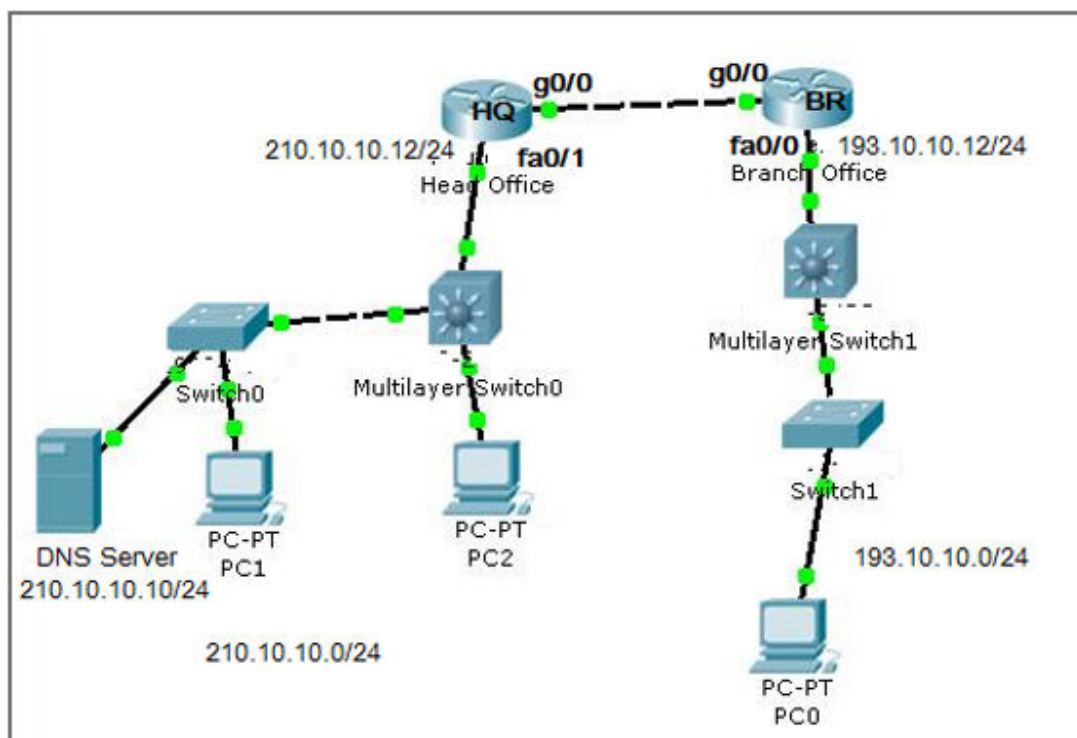 g0/0
g0/0
HQ
BR
210.10.10.12/24
fa0/1
fa0/0
193.10.10.12/24
Head Office
Branch Office
Switch0
Multilayer Switch0
Multilayer Switch1
Switch1
DNS Server
210.10.10.10/24
PC-PT
PC1
PC-PT
PC2
193.10.10.0/24
210.10.10.0/24
PC-PT
PC0